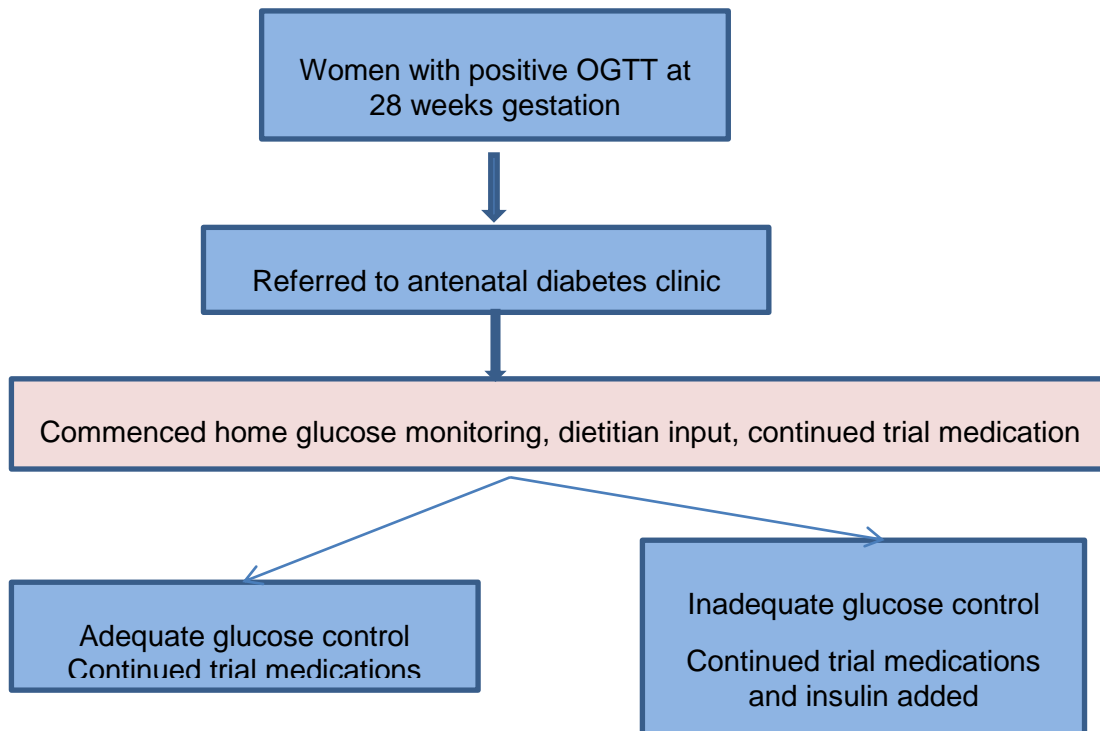 Women with positive OGTT at
28 weeks gestation
Referred to antenatal diabetes clinic
Commenced home glucose monitoring, dietitian input, continued trial medication
Adequate glucose control
Continued trial medications
Inadequate glucose control
Continued trial medications
and insulin added